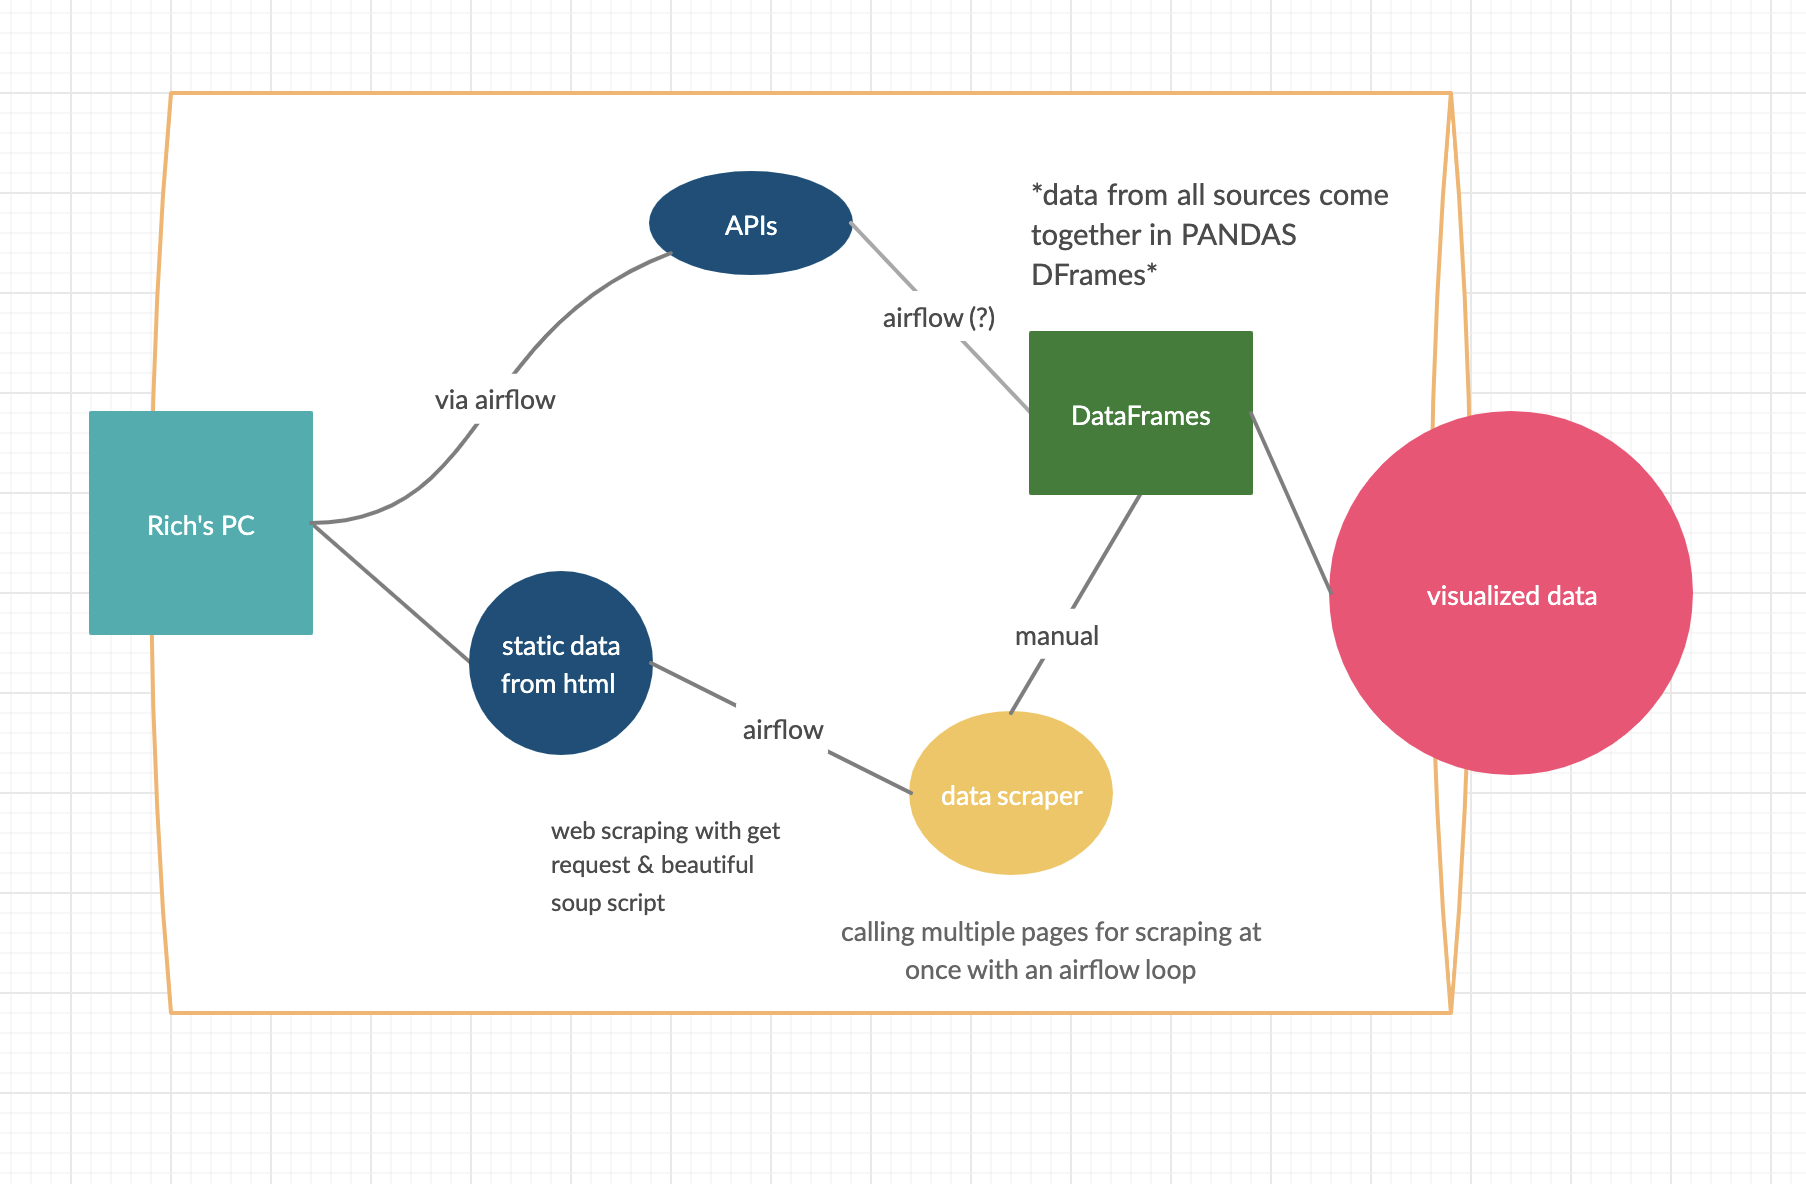 APIs
*data from all sources come
together in PANDAS
DFrames*
airflow (?)
via airflow
DataFrames
Rich's PC
visualized data
static data
from html
manual
airflow
data scraper
web scraping with get
request & beautiful
soup script
calling multiple pages for scraping at
once with an airflow loop